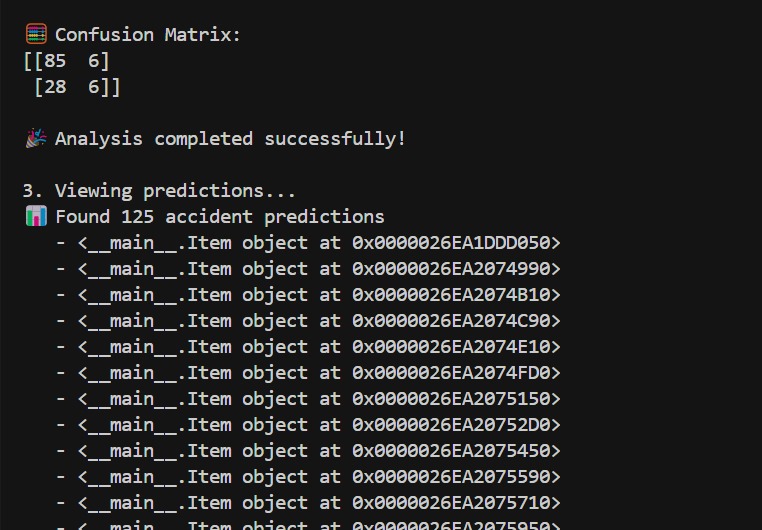 🧮 Confusion Matrix:
[[85  6]
 [28  6]]
🎉 Analysis completed successfully!
3. Viewing predictions...
📊 Found 125 accident predictions
   - <__main__.Item object at 0x0000026EA1DDD050>
   - <__main__.Item object at 0x0000026EA2074990>
   - <__main__.Item object at 0x0000026EA2074B10>
   - <__main__.Item object at 0x0000026EA2074C90>
   - <__main__.Item object at 0x0000026EA2074E10>
   - <__main__.Item object at 0x0000026EA2074FD0>
   - <__main__.Item object at 0x0000026EA2075150>
   - <__main__.Item object at 0x0000026EA20752D0>
   - <__main__.Item object at 0x0000026EA2075450>
   - <__main__.Item object at 0x0000026EA2075590>
   - <__main__.Item object at 0x0000026EA2075710>
   - <__main__.Item object at 0x0000026EA2075950>